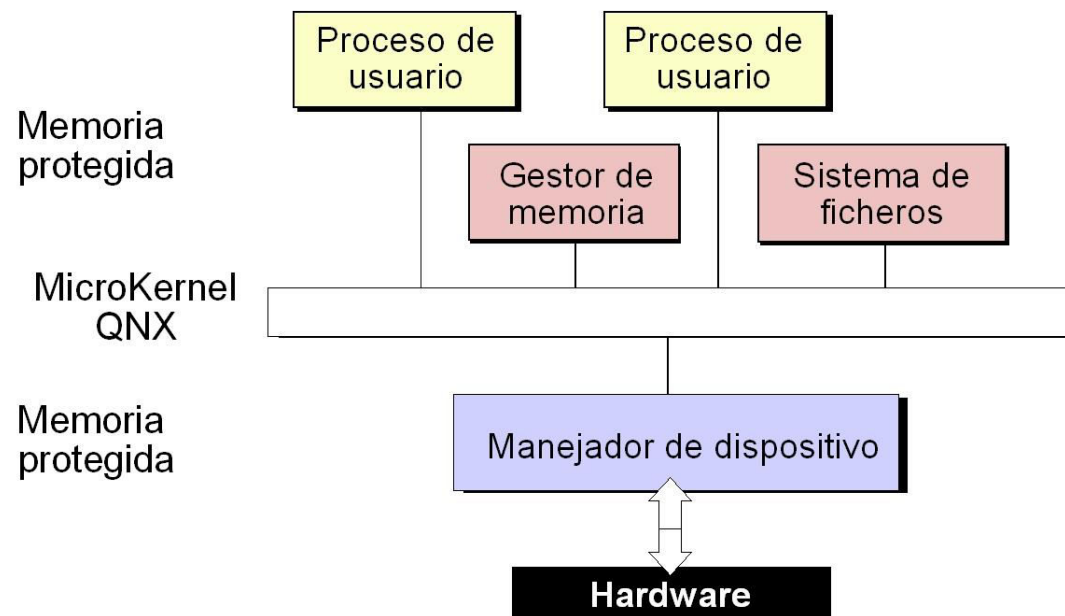 Proceso de
usuario
Proceso de
usuario
Memoria
protegida
Gestor de
memoria
Sistema de
ficheros
MicroKernel
QNX
Memoria
protegida
Manejador de dispositivo
Hardware